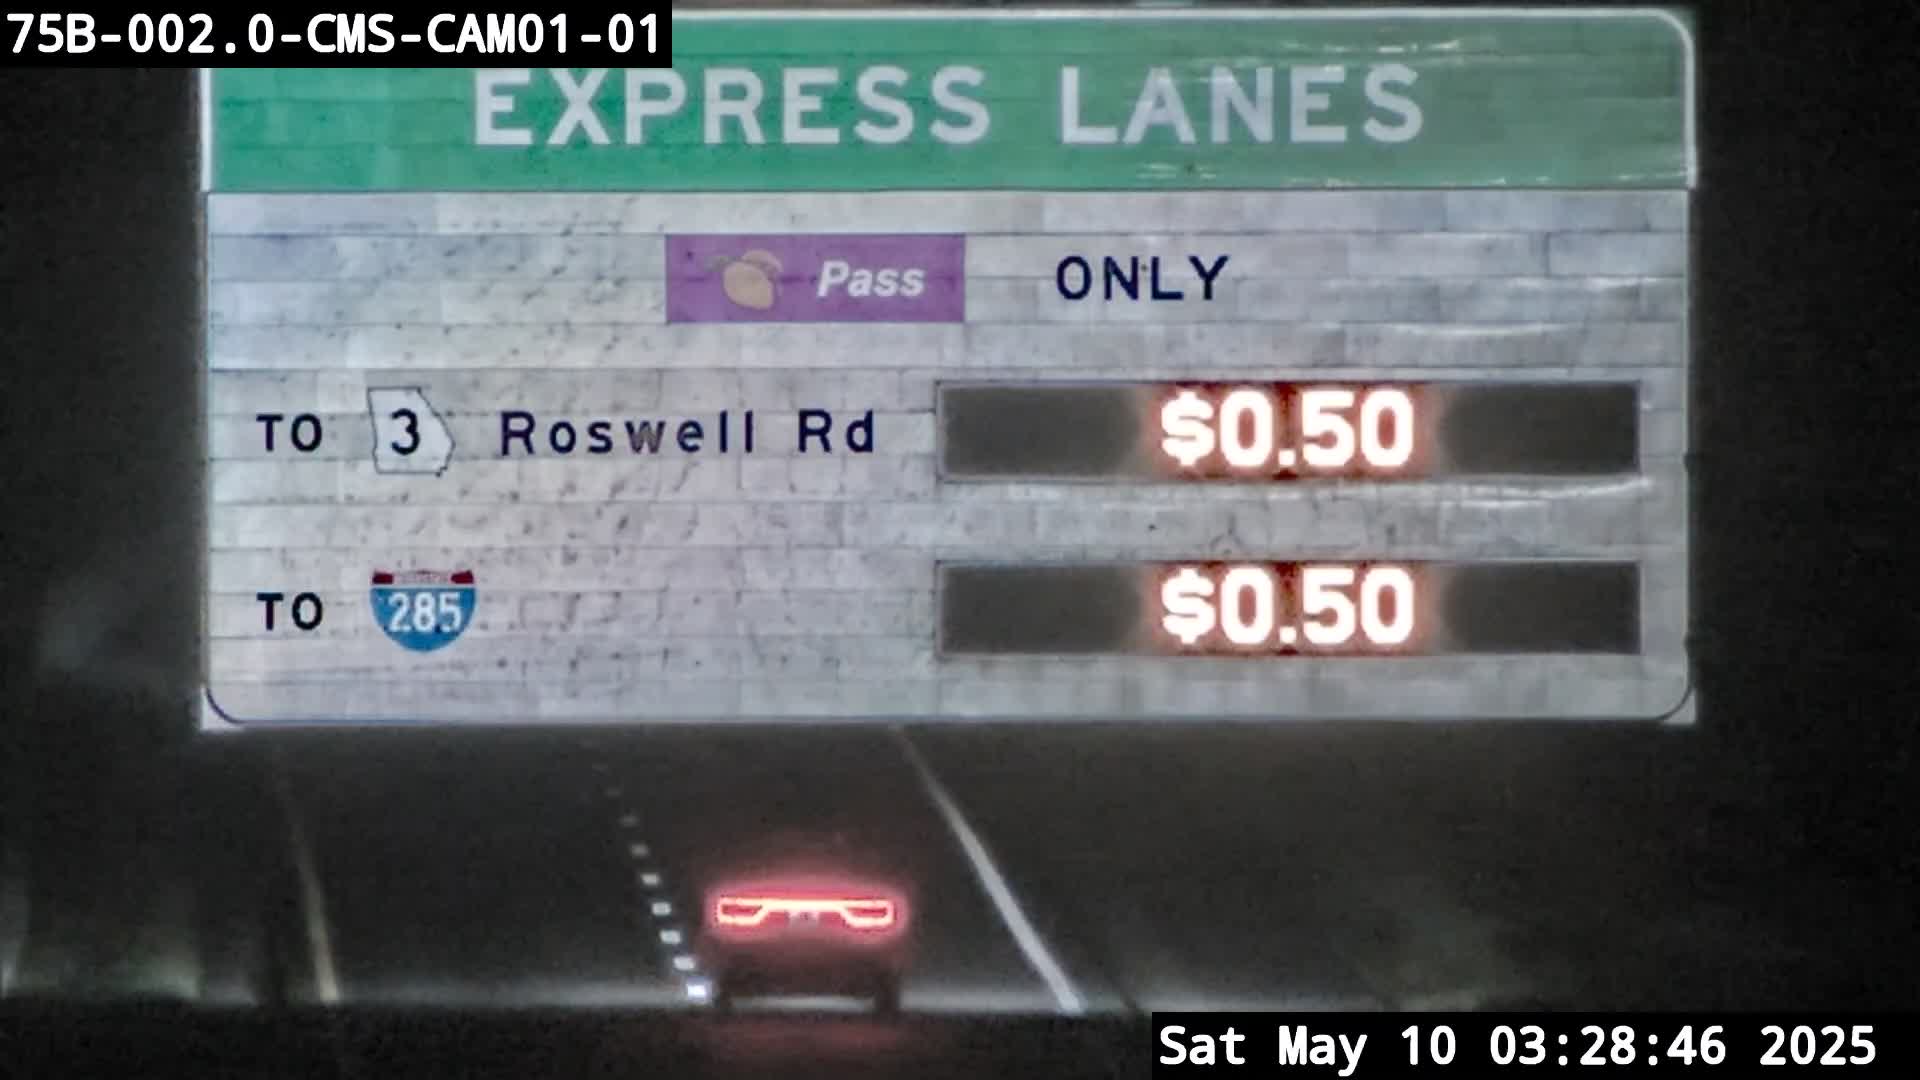 75B-002.0-CMS-CAM01-01
EXPRESS LANES
Pass ONLY
TO 3 Roswell Rd $0.50
TO 285 $0.50
Sat May 10 03:28:46 2025